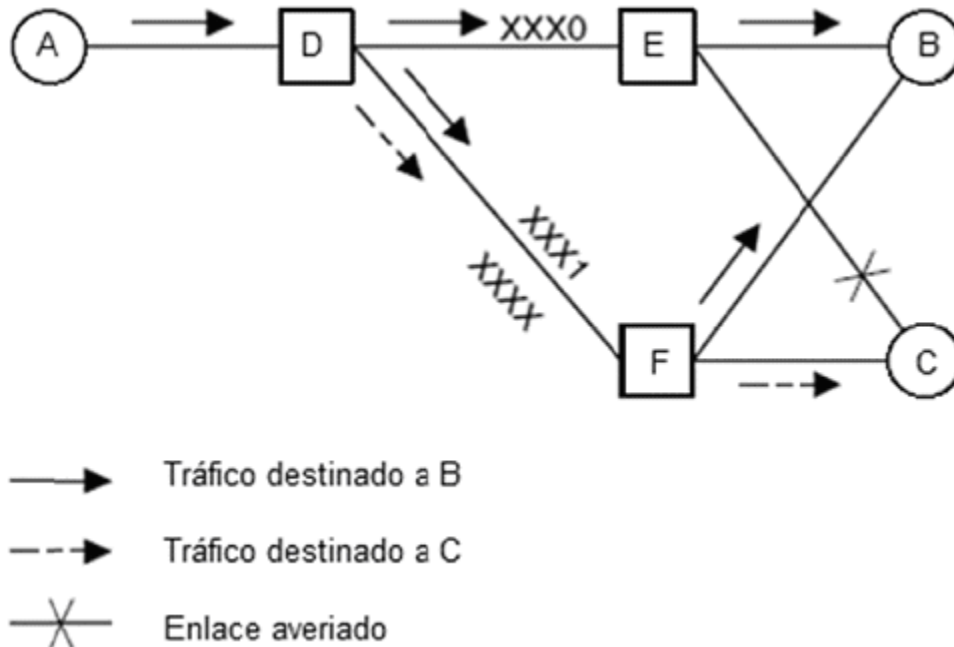 A
D
XXX0
E
B
XXX1
XXXX
F
C
Tráfico destinado a B
Tráfico destinado a C
Enlace averiado